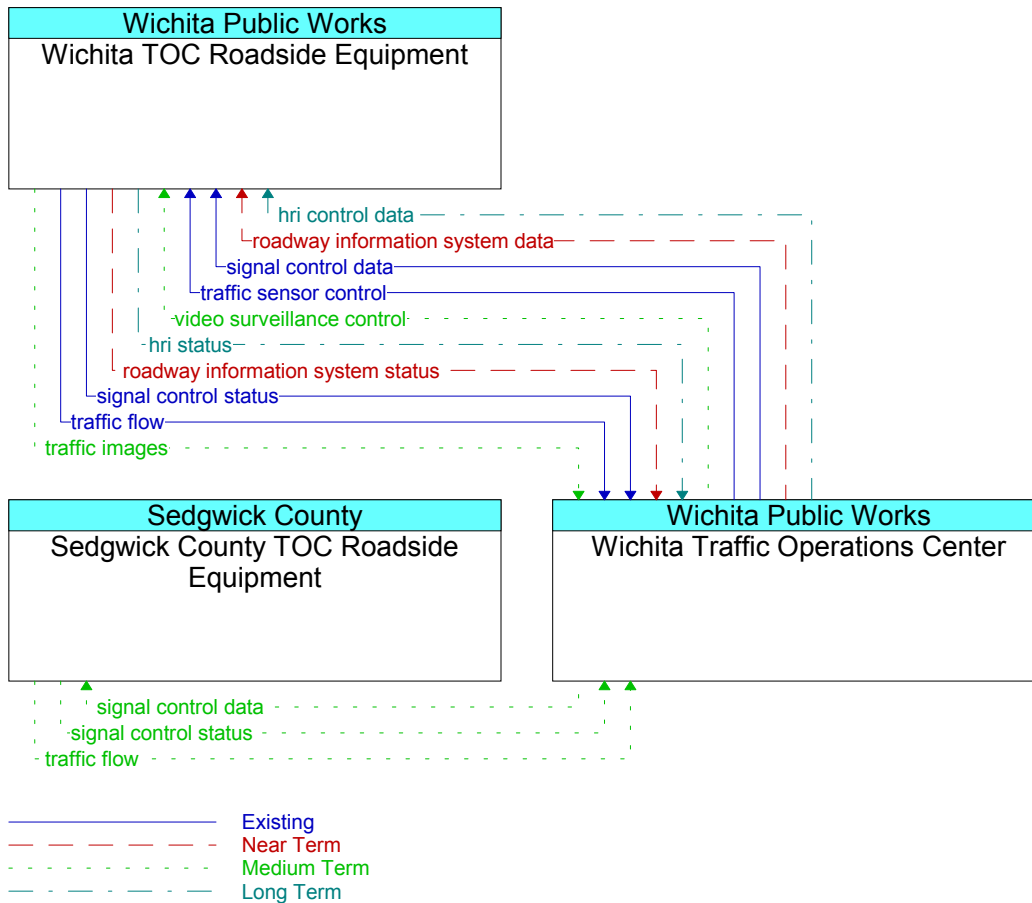 Wichita Public Works
Wichita TOC Roadside Equipment
hri control data
roadway information system data
signal control data
traffic sensor control
video surveillance control
hri status
roadway information system status
signal control status
traffic flow
traffic images
Sedgwick County
Sedgwick County TOC Roadside
Equipment
Wichita Public Works
Wichita Traffic Operations Center
signal control data
signal control status
traffic flow
Existing
Near Term
Medium Term
Long Term